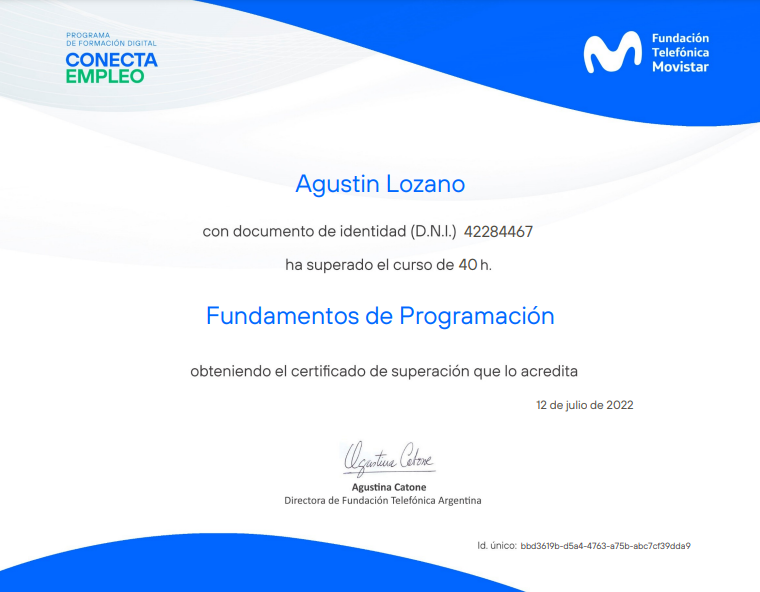 PROGRAMA
DE FORMACIÓN DIGITAL
CONECTA
EMPLEO
Fundación
Telefónica
Movistar
Agustin Lozano
con documento de identidad (D.N.I.) 42284467
ha superado el curso de 40 h.
Fundamentos de Programación
obteniendo el certificado de superación que lo acredita
12 de julio de 2022
Agustina Catone
Agustina Catone
Directora de Fundación Telefónica Argentina
Id. único: bbd3619b-d5a4-4763-a75b-abc7cf39dda9